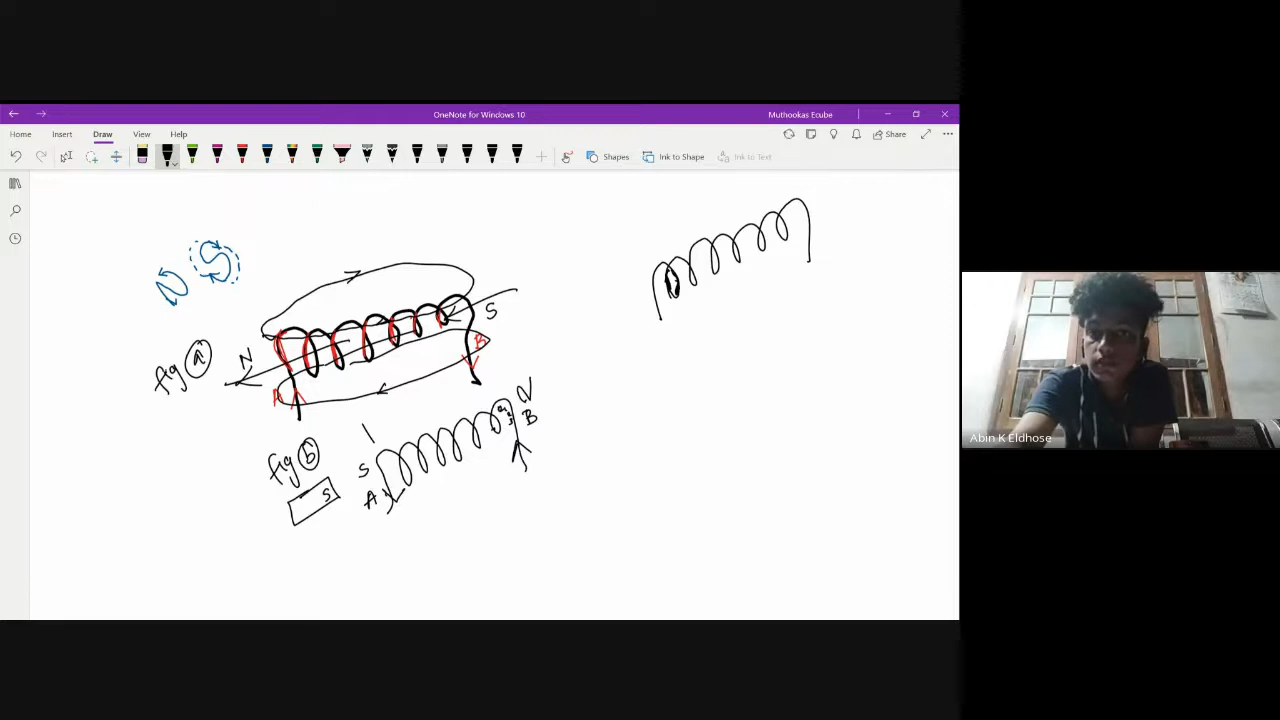 OneNote for Windows 10
Muthookas Ecube
Home Insert Draw View Help
Share
Shapes
Ink to Shape
Ink to Text
N S
S
N
B
fig a
A
N
B
fig b
S
S
A
Abin K Eldhose